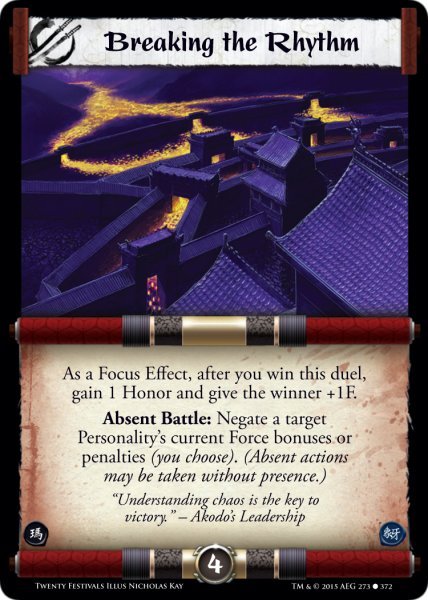 Breaking the Rhythm
As a Focus Effect, after you win this duel,
gain 1 Honor and give the winner +1F.
Absent Battle: Negate a target
Personality's current Force bonuses or
penalties (you choose). (Absent actions
may be taken without presence.)
“Understanding chaos is the key to
victory.” – Akodo's Leadership
瑪
4
象牙
Twenty Festivals Illus Nicholas Kay
TM & © 2015 AEG 273 ● 372